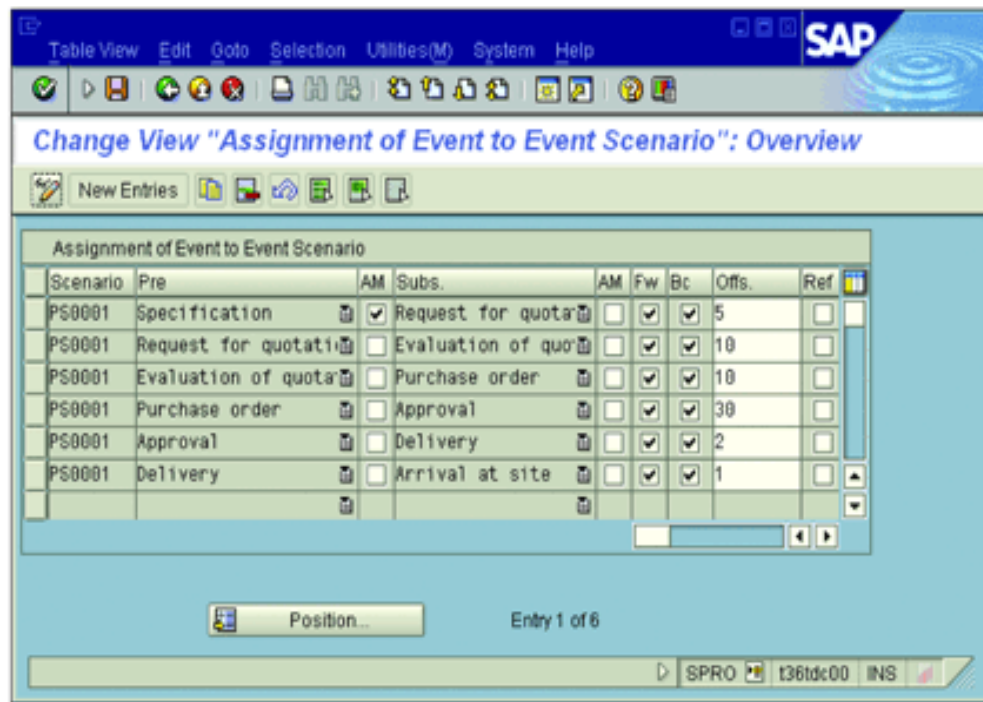 Table View Edit Goto Selection Utilities(M) System Help
SAP
Change View "Assignment of Event to Event Scenario": Overview
New Entries
Assignment of Event to Event Scenario
Scenario Pre AM Subs. AM Fw Bc Offs. Ref
PS0001 Specification Request for quota 5
PS0001 Request for quotati Evaluation of quo 10
PS0001 Evaluation of quota Purchase order 10
PS0001 Purchase order Approval 30
PS0001 Approval Delivery 2
PS0001 Delivery Arrival at site 1
Position... Entry 1 of 6
SPRO t36tdc00 INS